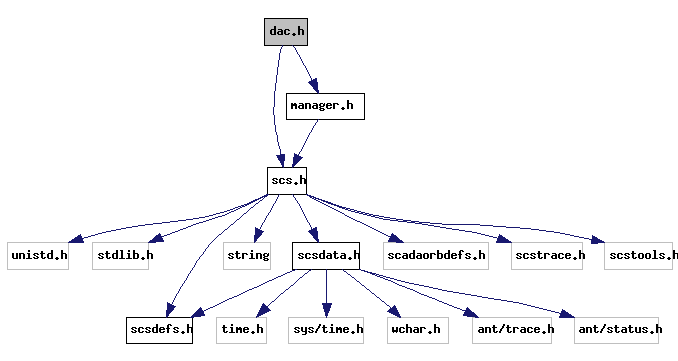 dac.h
manager.h
scs.h
unistd.h
stdlib.h
string
scsdata.h
scadaorbdefs.h
scstrace.h
scstools.h
scsdefs.h
time.h
sys/time.h
wchar.h
ant/trace.h
ant/status.h